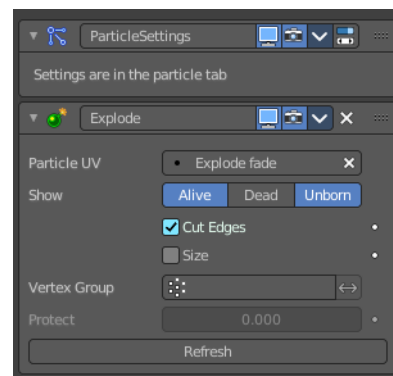 ParticleSettings
Settings are in the particle tab
Explode
Particle UV Explode fade
Show Alive Dead Unborn
Cut Edges
Size
Vertex Group
Protect 0.000
Refresh